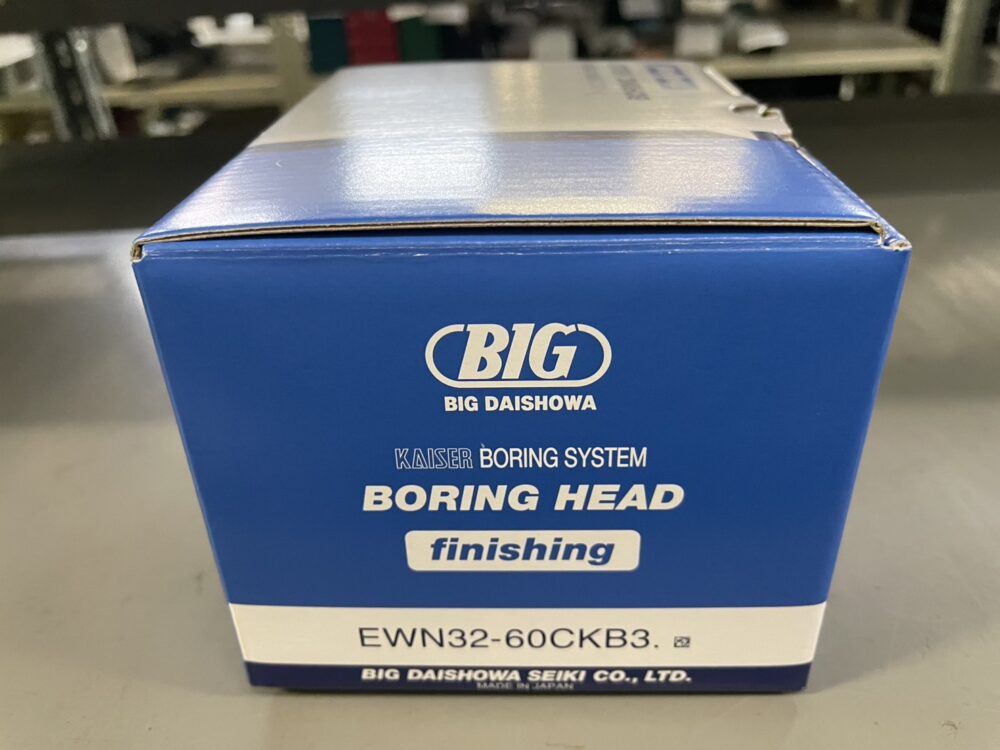 BIG
BIG DAISHOWA
KAISER BORING SYSTEM
BORING HEAD
finishing
EWN32-60CKB3.
BIG DAISHOWA SEIKI CO., LTD.
MADE IN JAPAN